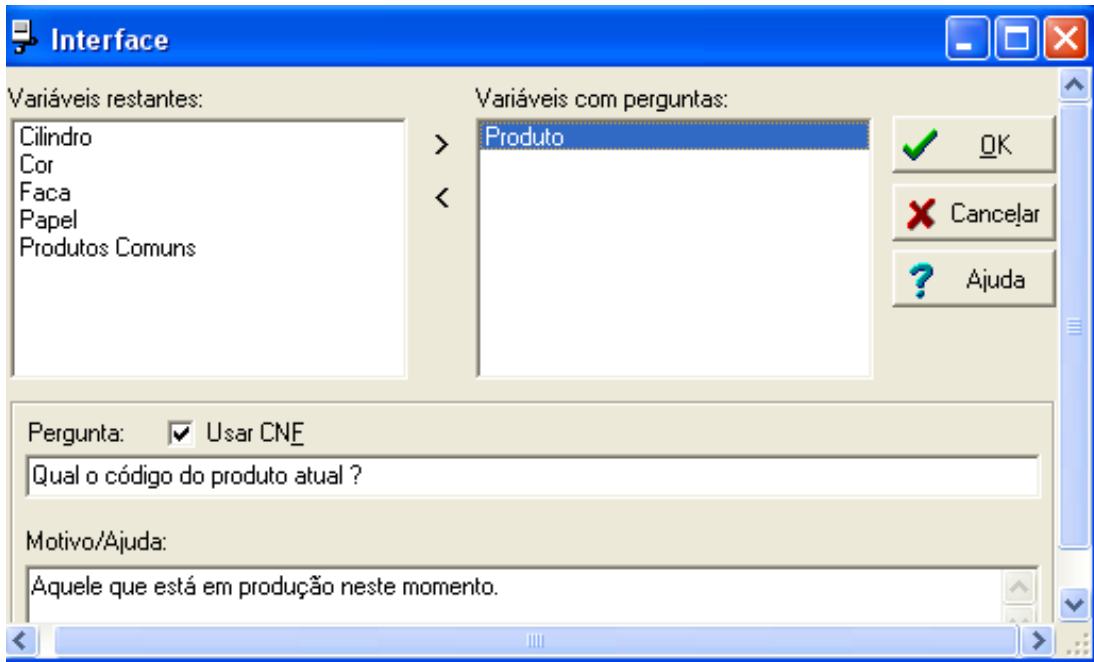 Interface
Variáveis restantes:
Variáveis com perguntas:
Cilindro
Cor
Faca
Papel
Produtos Comuns
>
<
Produto
OK
Cancelar
? Ajuda
Pergunta:
Usar CNF
Qual o código do produto atual ?
Motivo/Ajuda:
Aquele que está em produção neste momento.